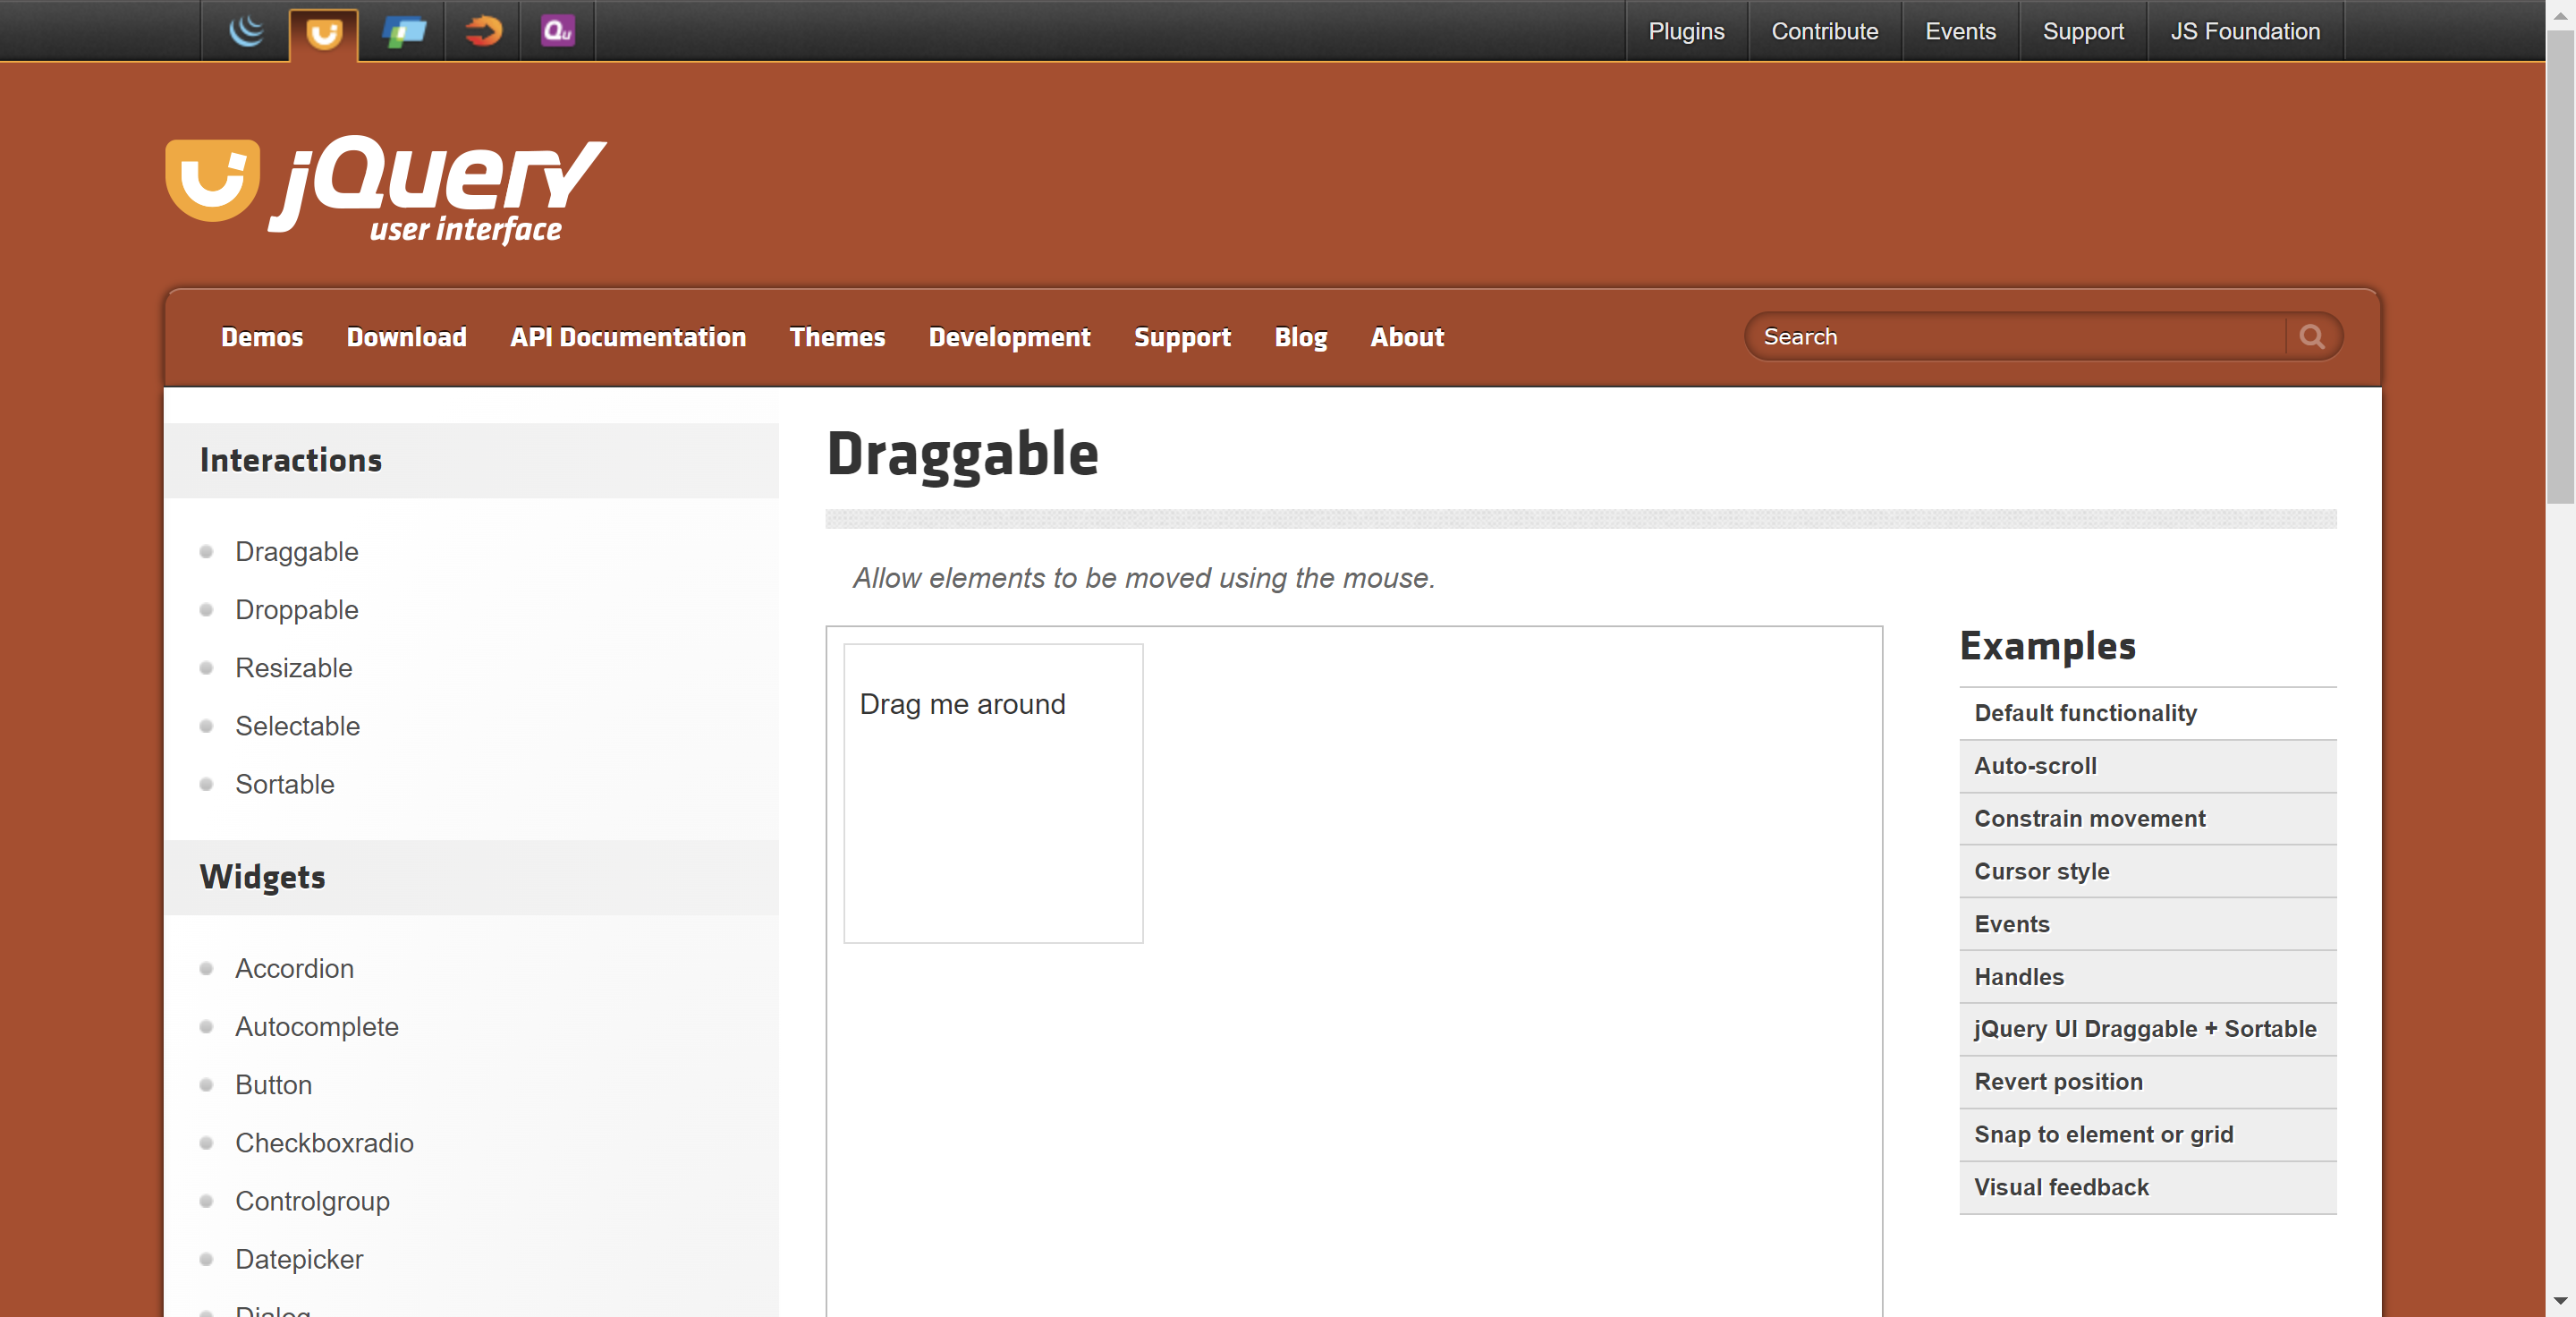 Qu
Plugins
Contribute
Events
Support
JS Foundation
jQuery
user interface
Demos
Download
API Documentation
Themes
Development
Support
Blog
About
Search
Interactions
Draggable
Droppable
Resizable
Selectable
Sortable
Widgets
Accordion
Autocomplete
Button
Checkboxradio
Controlgroup
Datepicker
Dialog
Draggable
Allow elements to be moved using the mouse.
Drag me around
Examples
Default functionality
Auto-scroll
Constrain movement
Cursor style
Events
Handles
jQuery UI Draggable + Sortable
Revert position
Snap to element or grid
Visual feedback